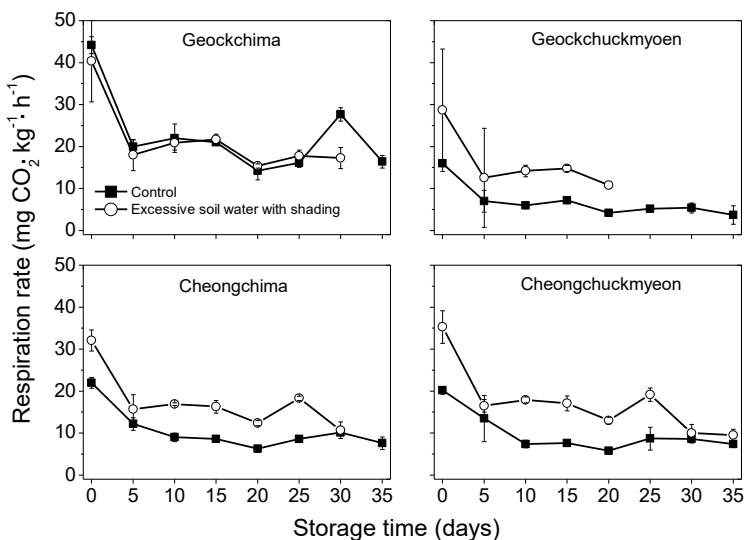 Respiration rate (mg CO2· kg-1· h-1)
50
40
30
20
10
0
Geockchima
Control
Excessive soil water with shading
Geockchuckmyoen
50
40
30
20
10
0
Cheongchima
Cheongchuckmyeon
0 5 10 15 20 25 30 35 0 5 10 15 20 25 30 35
Storage time (days)